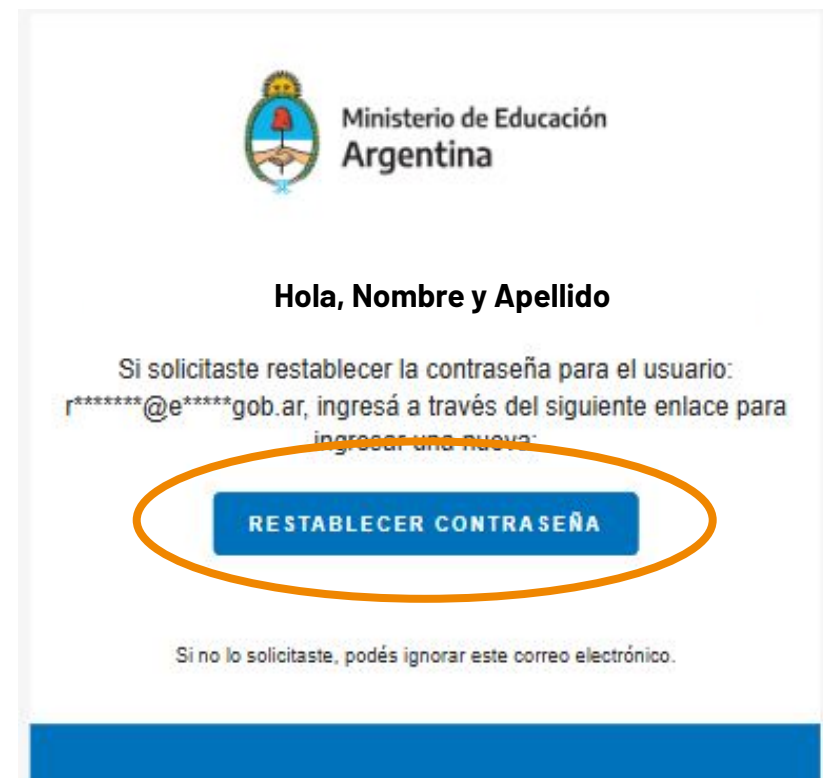 Ministerio de Educación
Argentina
Hola, Nombre y Apellido
Si solicitaste restablecer la contraseña para el usuario:
r*******@e*****gob.ar, ingresá a través del siguiente enlace para
ingresar una nueva:
RESTABLECER CONTRASEÑA
Si no lo solicitaste, podés ignorar este correo electrónico.